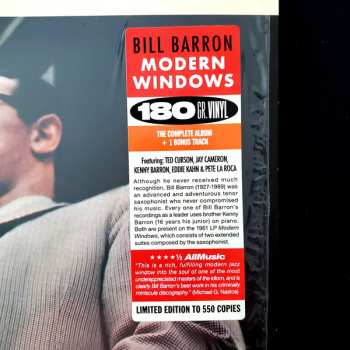 BILL BARRON
MODERN
WINDOWS
180 GR. VINYL
THE COMPLETE ALBUM
+ 1 BONUS TRACK
Featuring: TED CURSON, JAY CAMERON,
KENNY BARRON, EDDIE KAHN & PETE LA ROCA
Although he never received much
recognition, Bill Barron (1927-1989) was
an advanced and adventurous tenor
saxophonist who never compromised
his music. Every one of Bill Barron's
recordings as a leader uses brother Kenny
Barron (16 years his junior) on piano.
Both are present on the 1961 LP Modern
Windows, which consists of two extended
suites composed by the saxophonist.
★★★★½ AllMusic
"This is a rich, fulfilling modern jazz
window into the soul of one of the most
underappreciated masters of the idiom, and is
clearly Bill Barron's best work in his criminally
miniscule discography." (Michael G. Nastos)
LIMITED EDITION TO 550 COPIES